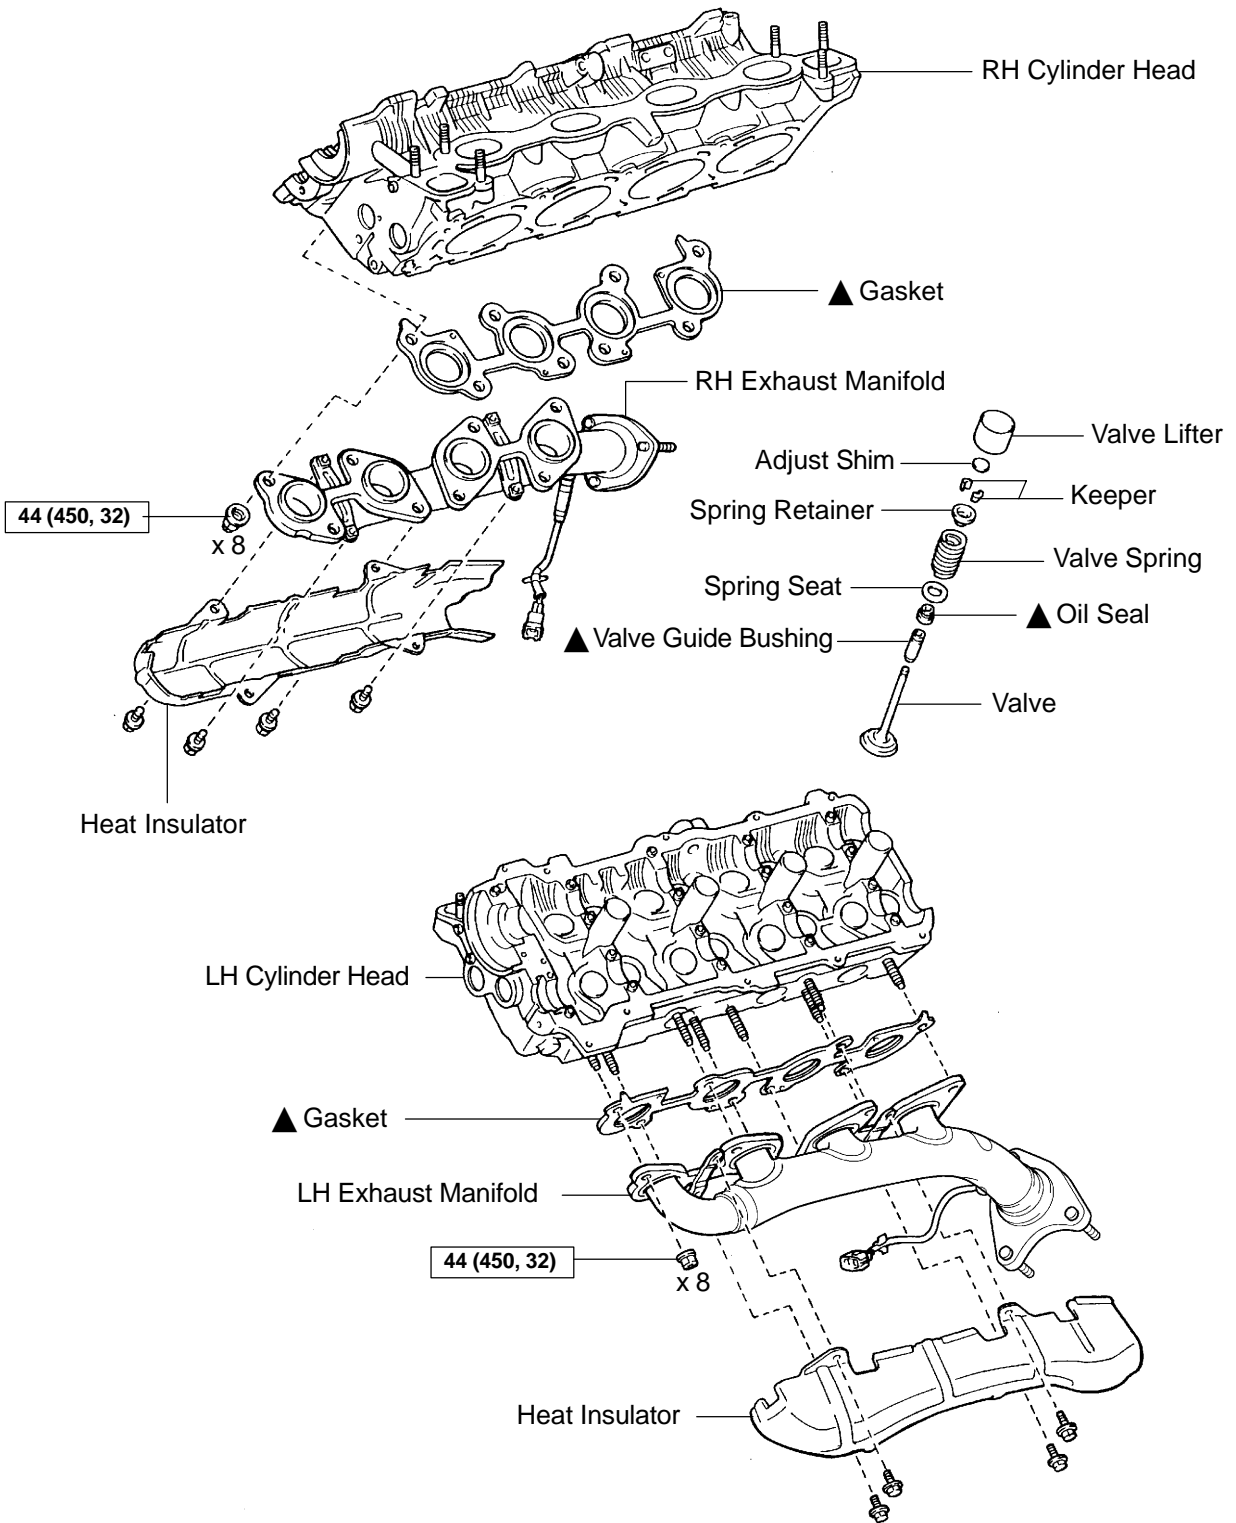 RH Cylinder Head
▲ Gasket
RH Exhaust Manifold
Valve Lifter
Adjust Shim
Keeper
Spring Retainer
44 (450, 32)
x 8
Valve Spring
Spring Seat
▲ Oil Seal
▲ Valve Guide Bushing
Valve
Heat Insulator
LH Cylinder Head
▲ Gasket
LH Exhaust Manifold
44 (450, 32)
x 8
Heat Insulator